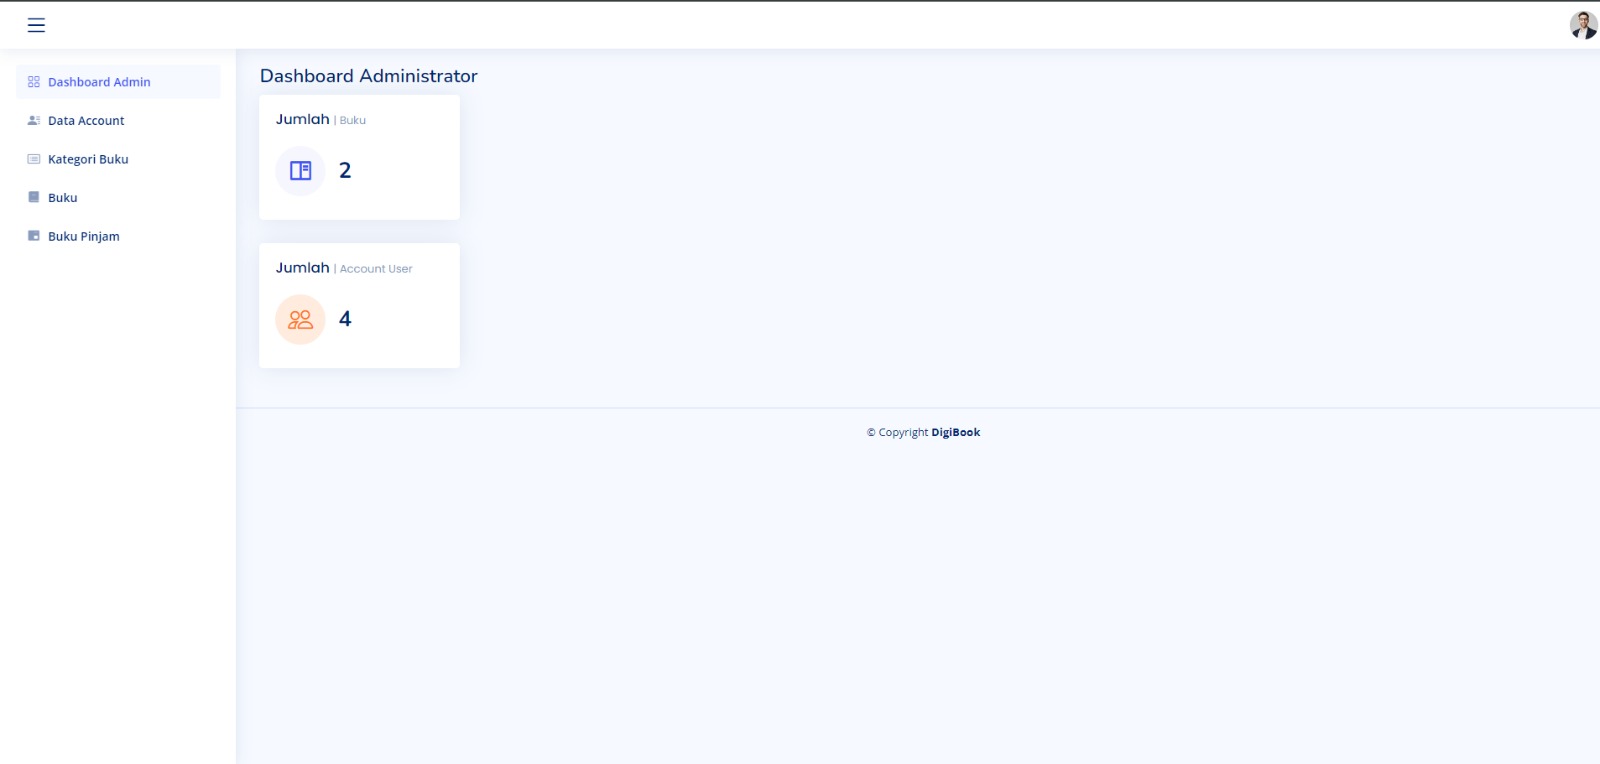 Dashboard Admin
Data Account
Kategori Buku
Buku
Buku Pinjam
Dashboard Administrator
Jumlah | Buku
2
Jumlah | Account User
4
© Copyright DigiBook